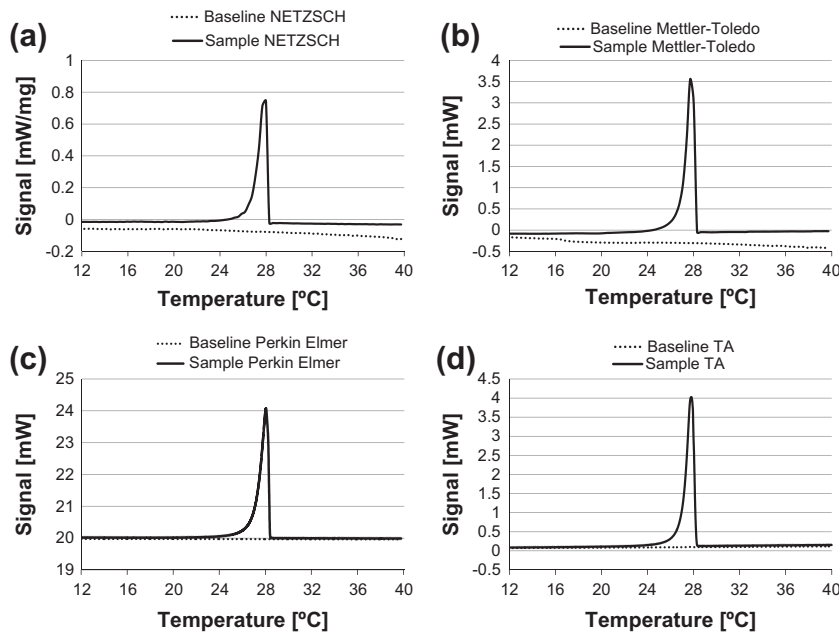 (a)
Baseline NETZSCH
Sample NETZSCH
Signal [mW/mg]
1
0.8
0.6
0.4
0.2
0
-0.2
12 16 20 24 28 32 36 40
Temperature [ºC]
(b)
Baseline Mettler-Toledo
Sample Mettler-Toledo
Signal [mW]
4
3.5
3
2.5
2
1.5
1
0.5
0
-0.5
12 16 20 24 28 32 36 40
Temperature [ºC]
(c)
Baseline Perkin Elmer
Sample Perkin Elmer
Signal [mW]
25
24
23
22
21
20
19
12 16 20 24 28 32 36 40
Temperature [ºC]
(d)
Baseline TA
Sample TA
Signal [mW]
4.5
4
3.5
3
2.5
2
1.5
1
0.5
0
-0.5
12 16 20 24 28 32 36 40
Temperature [ºC]